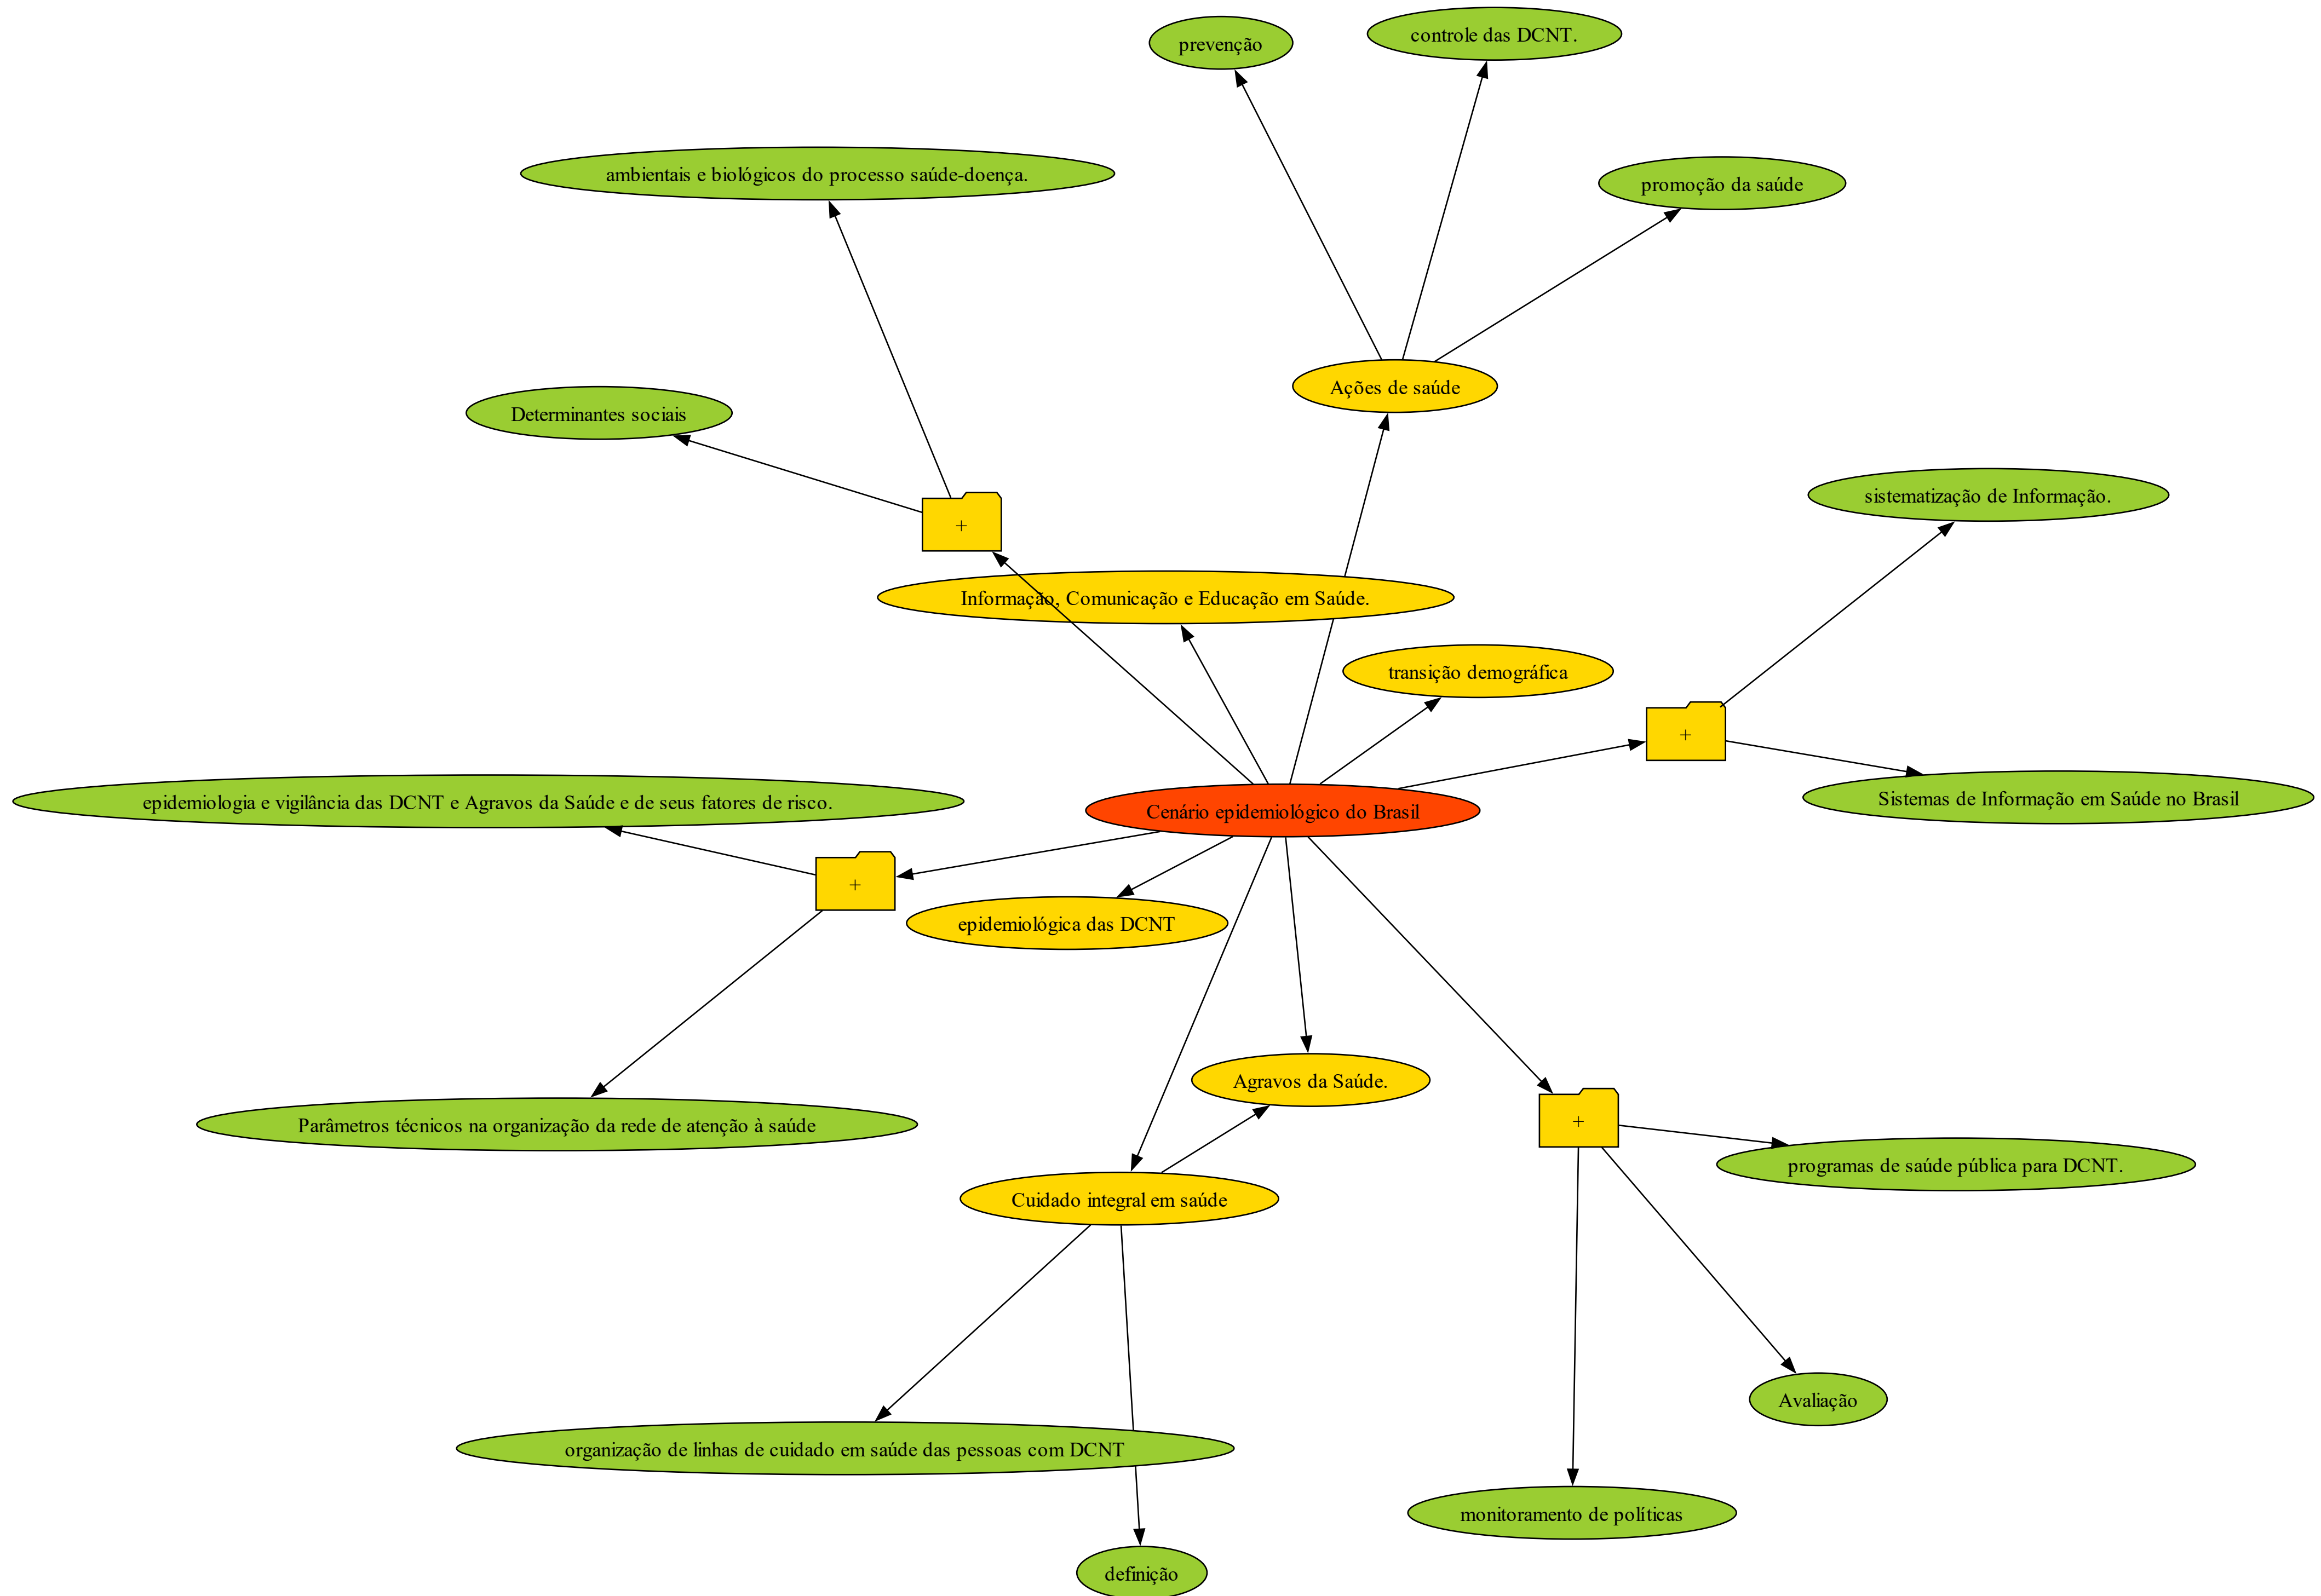 controle das DCNT.
prevenção
ambientais e biológicos do processo saúde-doença.
promoção da saúde
Ações de saúde
Determinantes sociais
sistematização de Informação.
+
Informação, Comunicação e Educação em Saúde.
transição demográfica
+
Sistemas de Informação em Saúde no Brasil
epidemiologia e vigilância das DCNT e Agravos da Saúde e de seus fatores de risco.
Cenário epidemiológico do Brasil
+
epidemiológica das DCNT
Agravos da Saúde.
+
Parâmetros técnicos na organização da rede de atenção à saúde
programas de saúde pública para DCNT.
Cuidado integral em saúde
Avaliação
organização de linhas de cuidado em saúde das pessoas com DCNT
monitoramento de políticas
definição